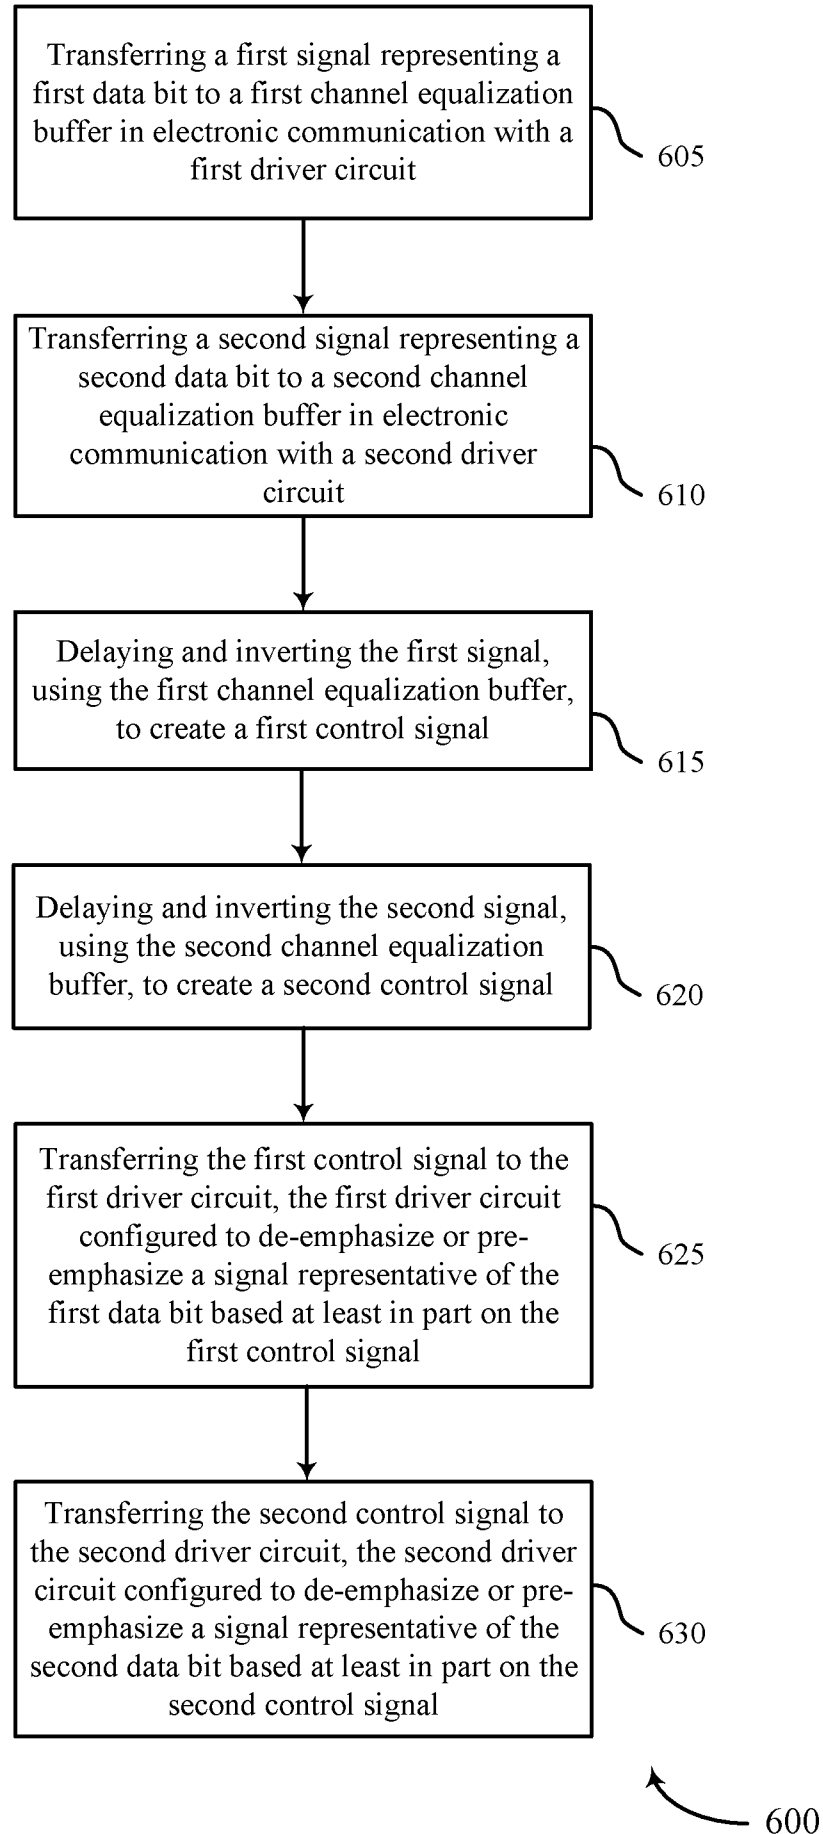 Transferring a first signal representing a
first data bit to a first channel equalization
buffer in electronic communication with a
first driver circuit
605
Transferring a second signal representing a
second data bit to a second channel
equalization buffer in electronic
communication with a second driver
circuit
610
Delaying and inverting the first signal,
using the first channel equalization buffer,
to create a first control signal
615
Delaying and inverting the second signal,
using the second channel equalization
buffer, to create a second control signal
620
Transferring the first control signal to the
first driver circuit, the first driver circuit
configured to de-emphasize or pre-
emphasize a signal representative of the
first data bit based at least in part on the
first control signal
625
Transferring the second control signal to
the second driver circuit, the second driver
circuit configured to de-emphasize or pre-
emphasize a signal representative of the
second data bit based at least in part on the
second control signal
630
600